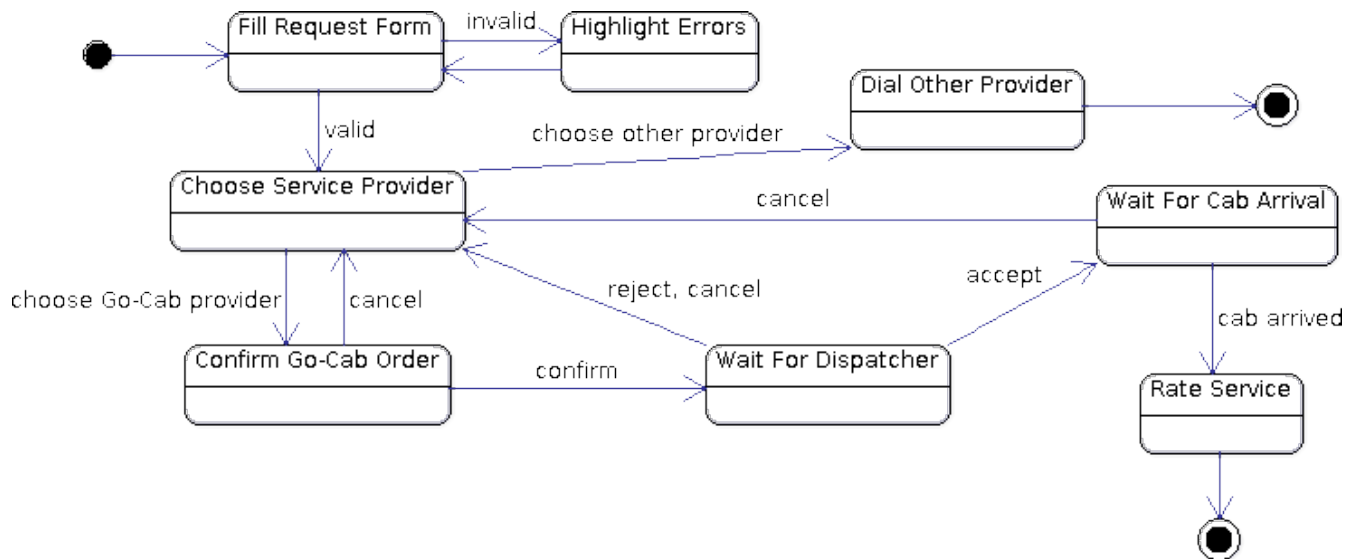 Fill Request Form
invalid
Highlight Errors
Dial Other Provider
valid
choose other provider
Choose Service Provider
cancel
Wait For Cab Arrival
choose Go-Cab provider
cancel
reject, cancel
accept
cab arrived
Confirm Go-Cab Order
confirm
Wait For Dispatcher
Rate Service